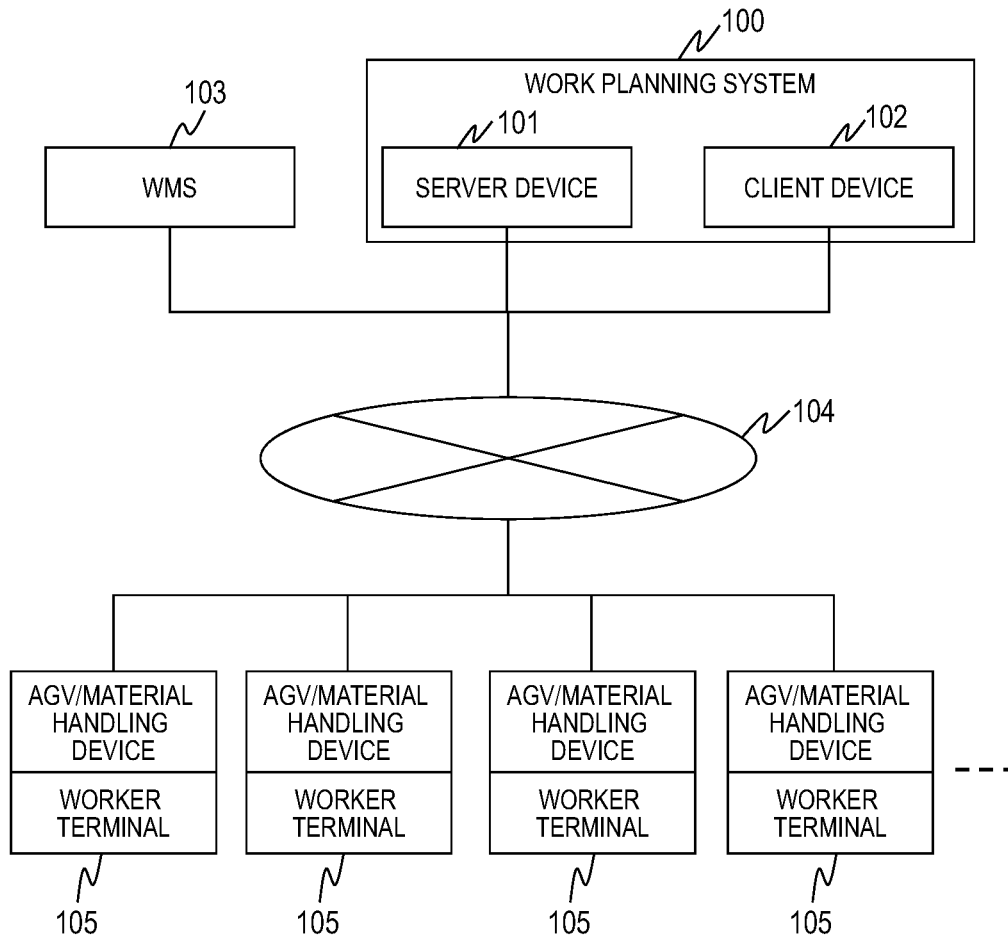 100
WORK PLANNING SYSTEM
103
101
102
WMS
SERVER DEVICE
CLIENT DEVICE
104
AGV/MATERIAL
HANDLING
DEVICE
WORKER
TERMINAL
105
AGV/MATERIAL
HANDLING
DEVICE
WORKER
TERMINAL
105
AGV/MATERIAL
HANDLING
DEVICE
WORKER
TERMINAL
105
AGV/MATERIAL
HANDLING
DEVICE
WORKER
TERMINAL
105